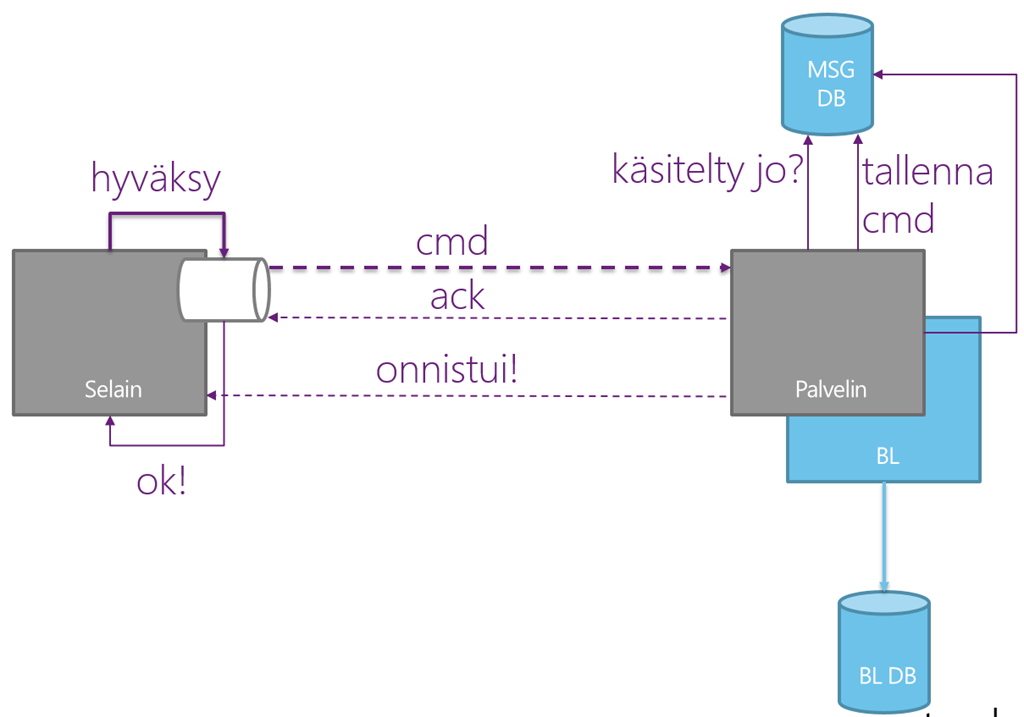 MSG
DB
hyväksy
käsitelty jo?
tallenna
cmd
cmd
ack
onnistui!
Selain
Palvelin
ok!
BL
BL DB